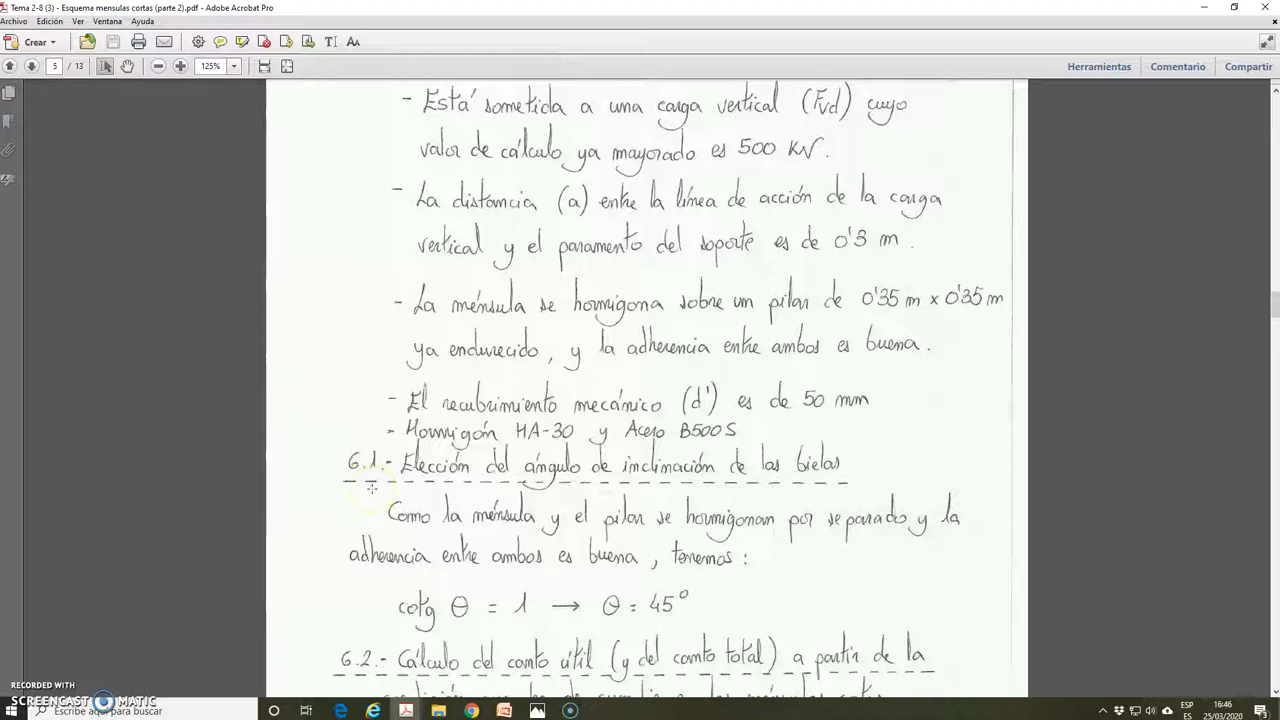 Tema 2-8 (3) - Esquema mensulas cortas (parte 2).pdf - Adobe Acrobat Pro
Archivo Edición Ver Ventana Ayuda
Crear
5 / 13 125% Herramientas Comentario Compartir
- Está sometida a una carga vertical (Fvd) cuyo
valor de cálculo ya mayorado es 500 KN.
- La distancia (a) entre la línea de acción de la carga
vertical y el paramento del soporte es de 0'3 m.
- La ménsula se hormigona sobre un pilar de 0'35 m x 0'35 m
ya endurecido, y la adherencia entre ambos es buena.
- El recubrimiento mecánico (d') es de 50 mm
- Hormigón HA-30 y Acero B500S
6.1.- Elección del ángulo de inclinación de las bielas
Como la ménsula y el pilar se hormigonan por separado y la
adherencia entre ambos es buena, tenemos:
cotg θ = 1 → θ = 45°
6.2.- Cálculo del canto útil (y del canto total) a partir de la
RECORDED WITH
SCREENCAST MATIC
Escribe aquí para buscar
ESP 16:46
ES 25/03/2020